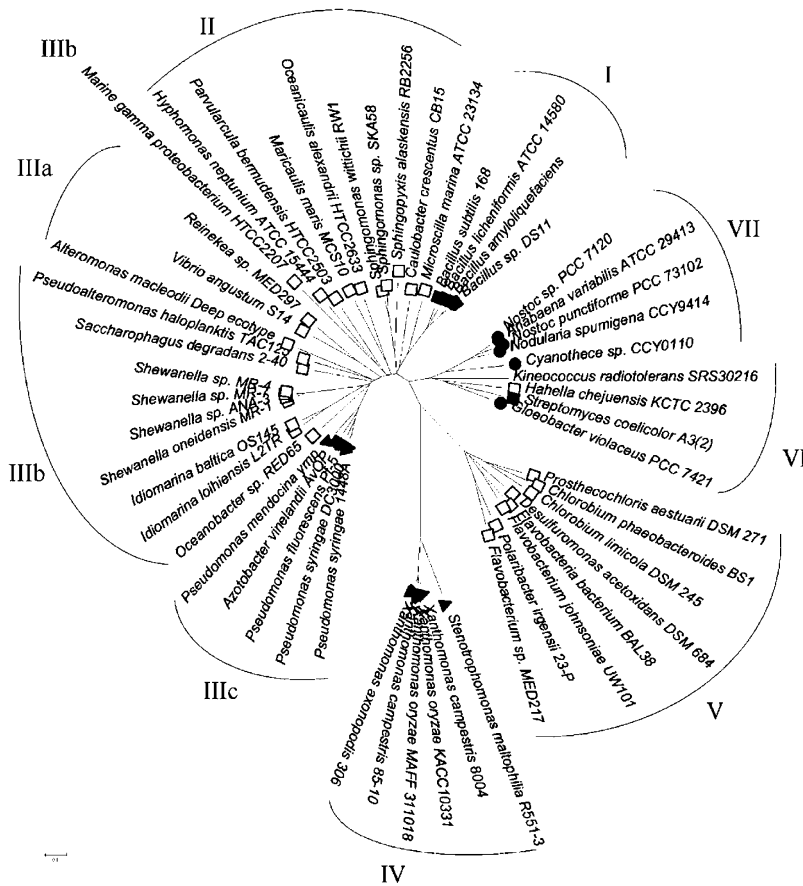 II
IIIb
I
Marine gamma proteobacterium HTCC2207
Hyphomonas neptunium ATCC 15444
Parvularcula bermudensis HTCC2503
Maricaulis maris MCS10
Oceanicaulis alexandrii HTCC2633
Sphingomonas wittichii RW1
Sphingomonas sp. SKA58
Sphingopyxis alaskensis RB2256
Caulobacter crescentus CB15
Microscilla marina ATCC 23134
Bacillus subtilis 168
Bacillus licheniformis ATCC 14580
Bacillus amyloliquefaciens
Bacillus sp. DS11
VII
Nostoc sp. PCC 7120
Anabaena variabilis ATCC 29413
Nostoc punctiforme PCC 73102
Nodularia spumigena CCY9414
Cyanothece sp. CCY0110
Kineococcus radiotolerans SRS30216
Hahella chejuensis KCTC 2396
Streptomyces coelicolor A3(2)
Gloeobacter violaceus PCC 7421
VI
Prosthecochloris aestuarii DSM 271
Chlorobium phaeobacteroides BS1
Chlorobium limicola DSM 245
Desulfuromonas acetoxidans DSM 684
Flavobacteria bacterium BAL38
Flavobacterium johnsoniae UW101
Polaribacter irgensii 23-P
Flavobacterium sp. MED217
V
Stenotrophomonas maltophilia R551-3
Xanthomonas campestris 8004
Xanthomonas oryzae KACC10331
Xanthomonas oryzae MAFF 311018
Xanthomonas campestris 85-10
Xanthomonas axonopodis 306
IV
Pseudomonas syringae 1448A
Pseudomonas syringae DC3000
Pseudomonas fluorescens Pf-5
Azotobacter vinelandii AvOP
Pseudomonas mendocina ymp
IIIc
Oceanobacter sp. RED65
Idiomarina loihiensis L2TR
Idiomarina baltica OS145
Shewanella oneidensis MR-1
Shewanella sp. ANA-3
Shewanella sp. MR-
Shewanella sp. MR-4
Saccharophagus degradans 2-40
Pseudoalteromonas haloplanktis TAC125
Alteromonas macleodii Deep ecotype
IIIb
Vibrio angustum S14
Reinekea sp. MED297
IIIa